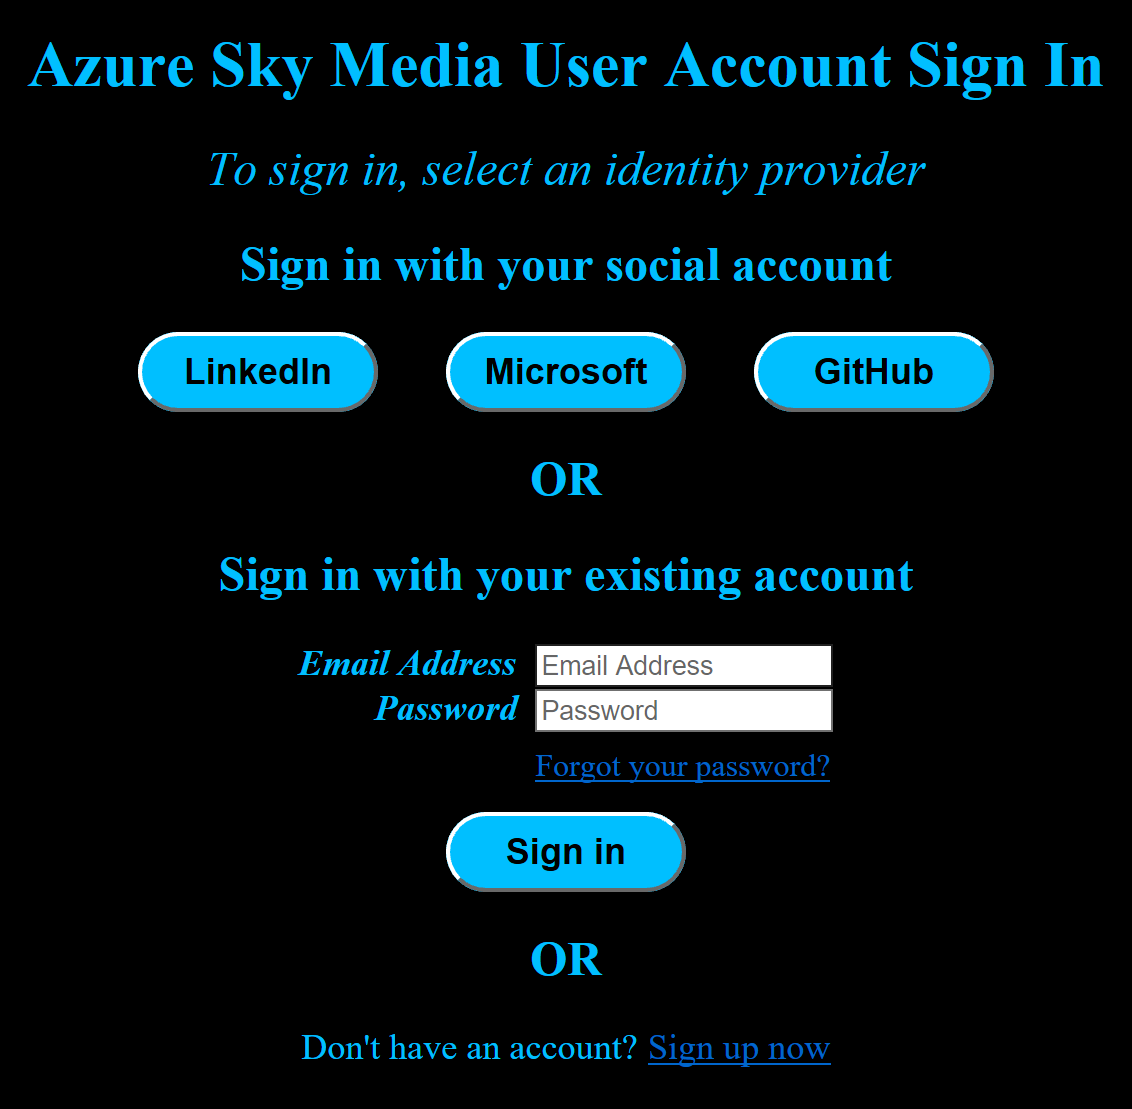 Azure Sky Media User Account Sign In
To sign in, select an identity provider
Sign in with your social account
LinkedIn Microsoft GitHub
OR
Sign in with your existing account
Email Address Email Address
Password Password
Forgot your password?
Sign in
OR
Don't have an account? Sign up now